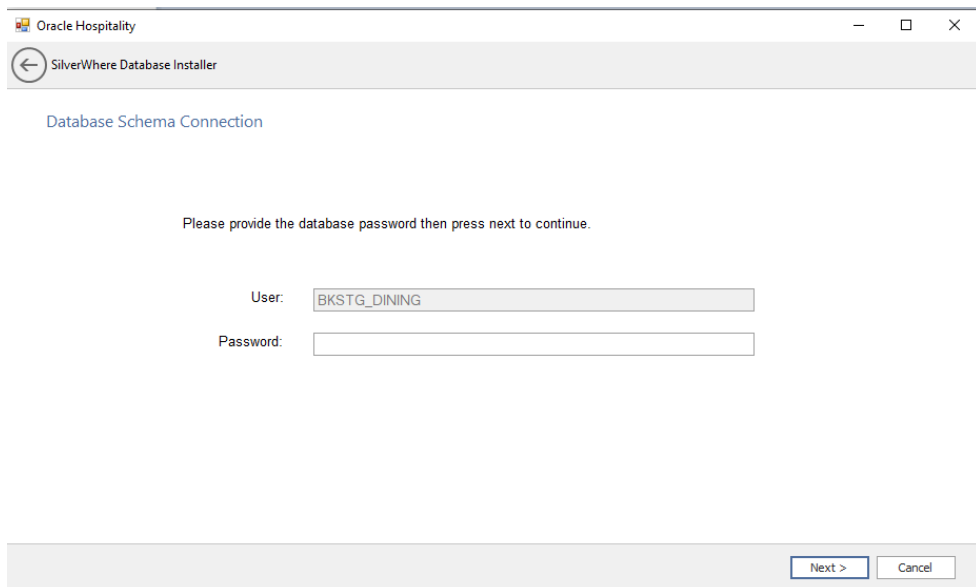 Oracle Hospitality
SilverWhere Database Installer
Database Schema Connection
Please provide the database password then press next to continue.
User: BKSTG_DINING
Password:
Next > Cancel